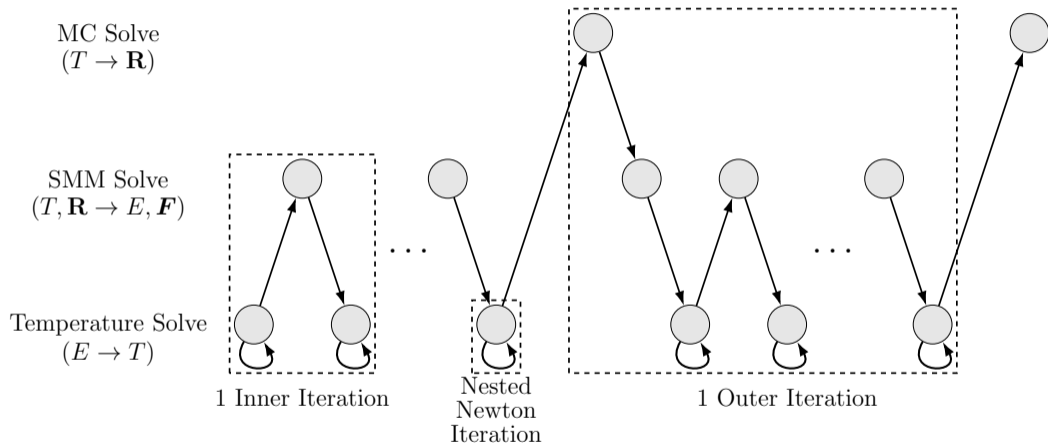 MC Solve
(T → R)
SMM Solve
(T, R → E, F)
. . .
. . .
Temperature Solve
(E → T)
1 Inner Iteration
Nested
Newton
Iteration
1 Outer Iteration